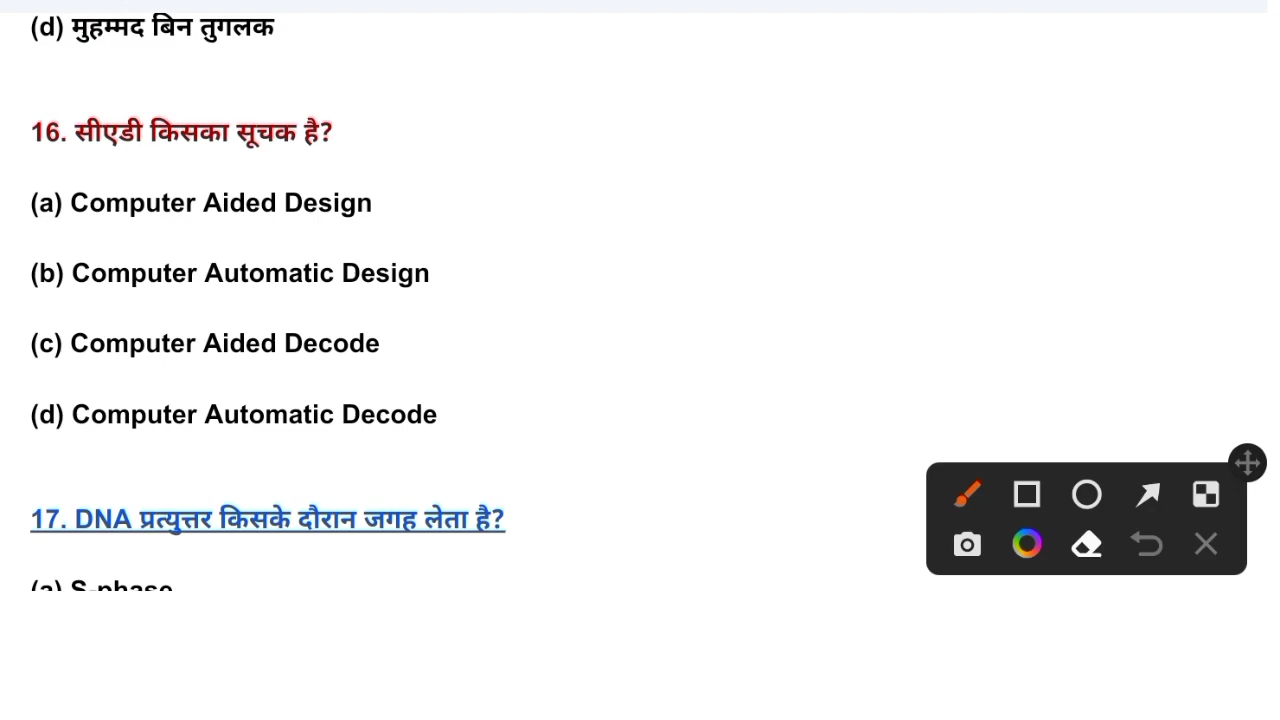 (d) मुहम्मद बिन तुगलक
16. सीएडी किसका सूचक है?
(a) Computer Aided Design
(b) Computer Automatic Design
(c) Computer Aided Decode
(d) Computer Automatic Decode
17. DNA प्रत्युत्तर किसके दौरान जगह लेता है?
(a) S-phase